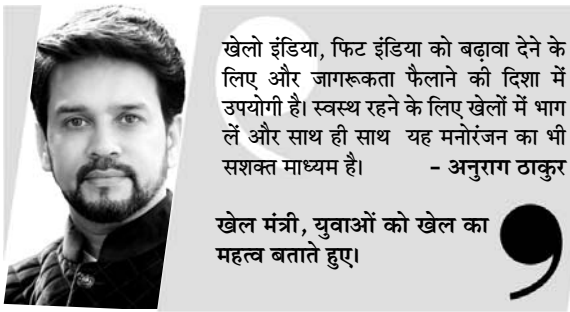 खेलो इंडिया, फिट इंडिया को बढ़ावा देने के
लिए और जागरूकता फैलाने की दिशा में
उपयोगी है। स्वस्थ रहने के लिए खेलों में भाग
लें और साथ ही साथ यह मनोरंजन का भी
सशक्त माध्यम है। - अनुराग ठाकुर
खेल मंत्री, युवाओं को खेल का
महत्व बताते हुए।